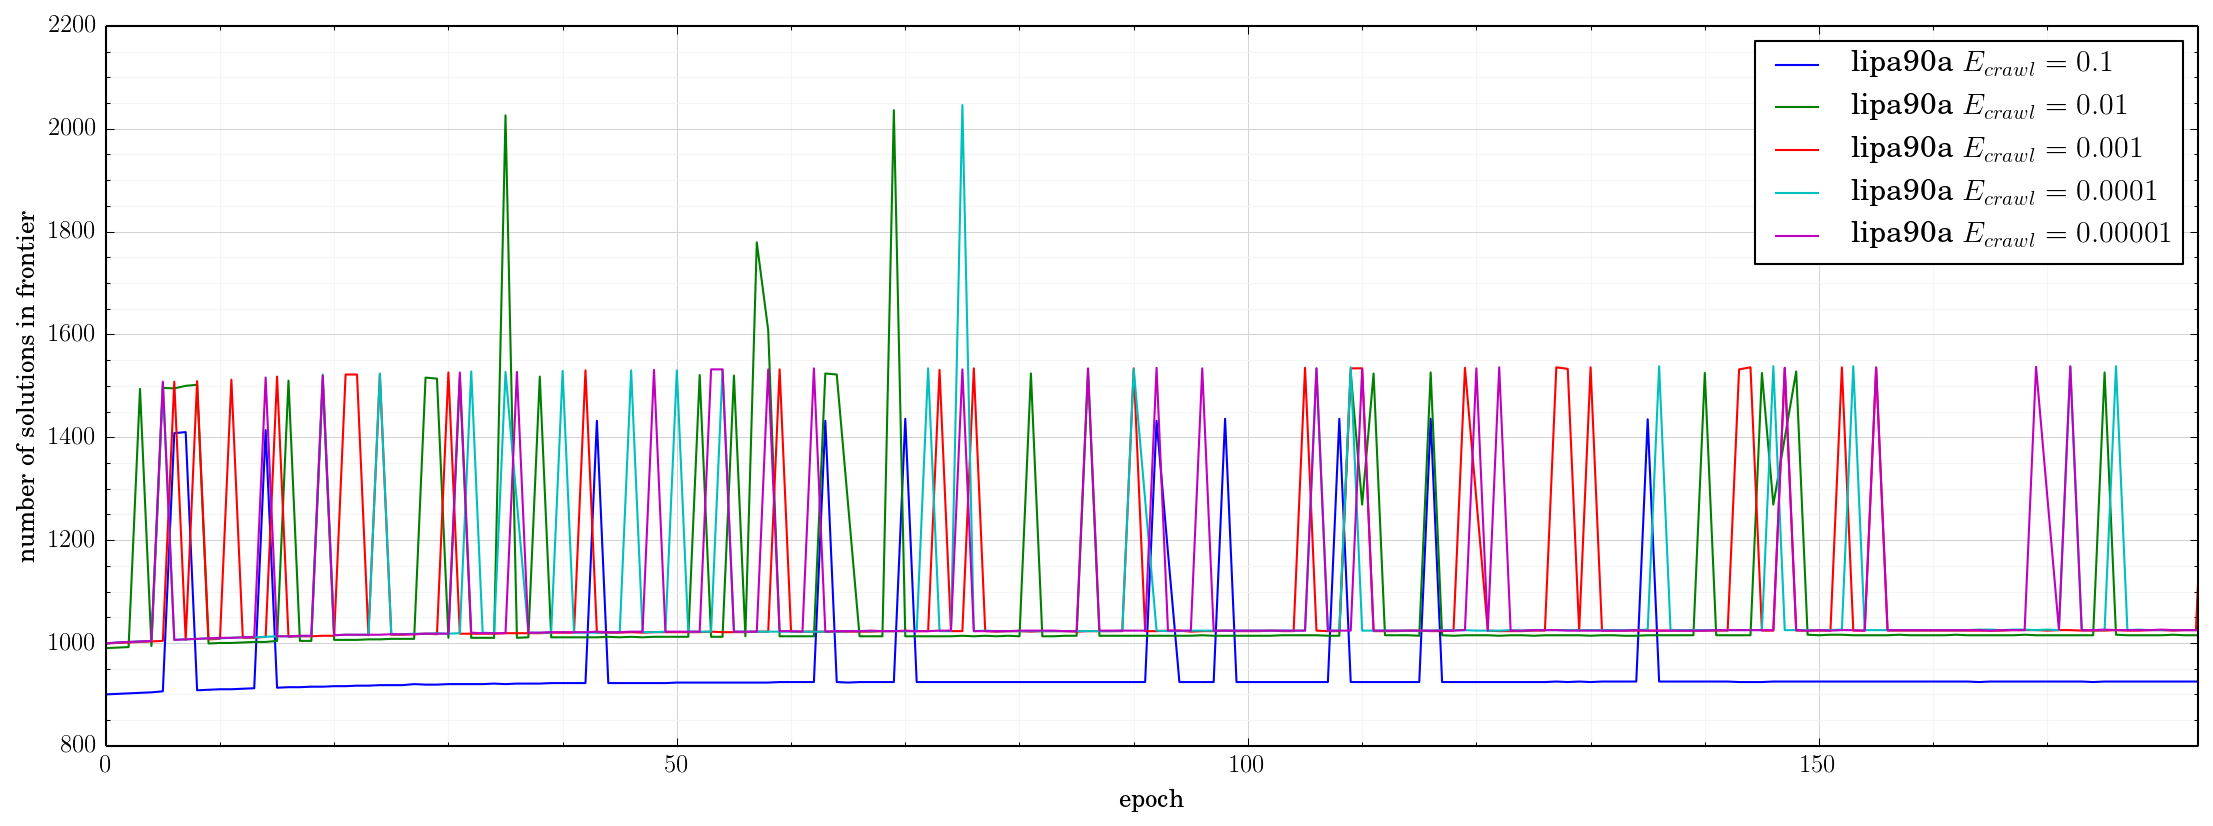 2200
2000
1800
1600
1400
1200
1000
800
number of solutions in frontier
0
50
100
150
epoch
lipa90a E_crawl = 0.1
lipa90a E_crawl = 0.01
lipa90a E_crawl = 0.001
lipa90a E_crawl = 0.0001
lipa90a E_crawl = 0.00001